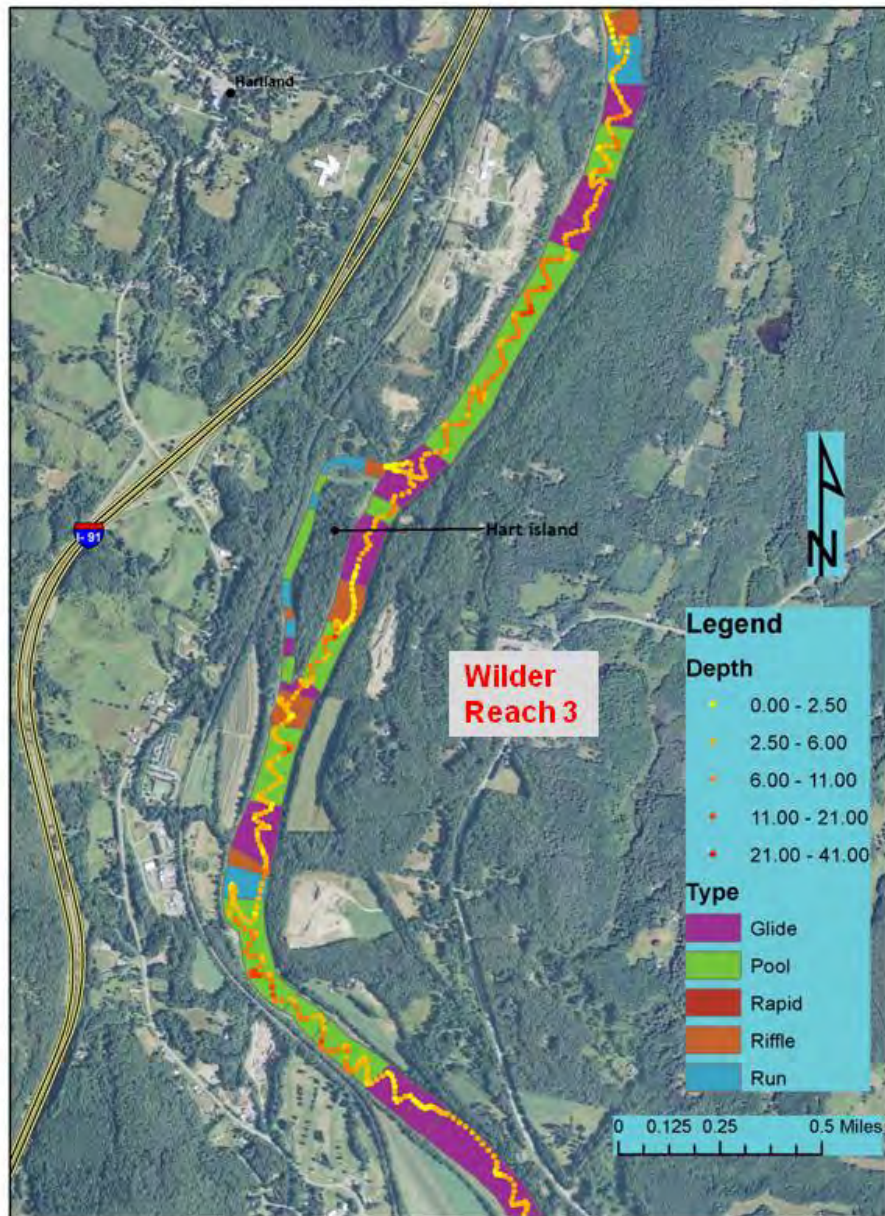 Hartland
I- 91
Hart island
N
Wilder
Reach 3
Legend
Depth
0.00 - 2.50
2.50 - 6.00
6.00 - 11.00
11.00 - 21.00
21.00 - 41.00
Type
Glide
Pool
Rapid
Riffle
Run
0 0.125 0.25 0.5 Miles